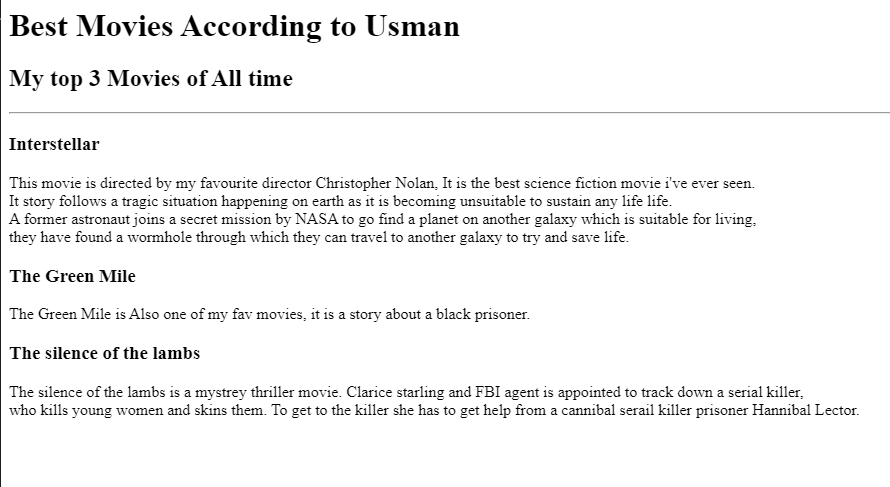 Best Movies According to Usman
My top 3 Movies of All time
Interstellar
This movie is directed by my favourite director Christopher Nolan, It is the best science fiction movie i've ever seen.
It story follows a tragic situation happening on earth as it is becoming unsuitable to sustain any life life.
A former astronaut joins a secret mission by NASA to go find a planet on another galaxy which is suitable for living,
they have found a wormhole through which they can travel to another galaxy to try and save life.
The Green Mile
The Green Mile is Also one of my fav movies, it is a story about a black prisoner.
The silence of the lambs
The silence of the lambs is a mystrey thriller movie. Clarice starling and FBI agent is appointed to track down a serial killer,
who kills young women and skins them. To get to the killer she has to get help from a cannibal serail killer prisoner Hannibal Lector.